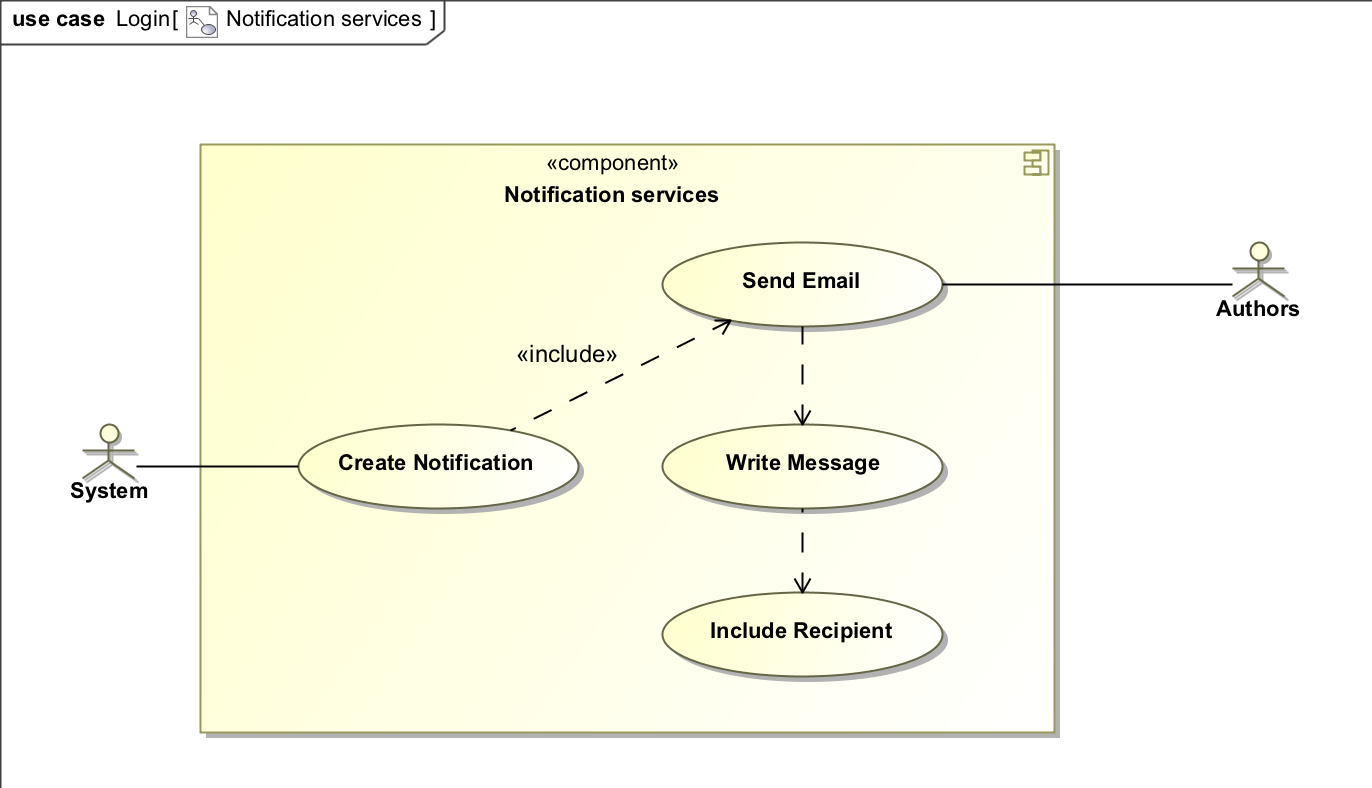 use case Login[ Notification services ]
«component»
Notification services
Send Email
Authors
«include»
Create Notification
Write Message
System
Include Recipient